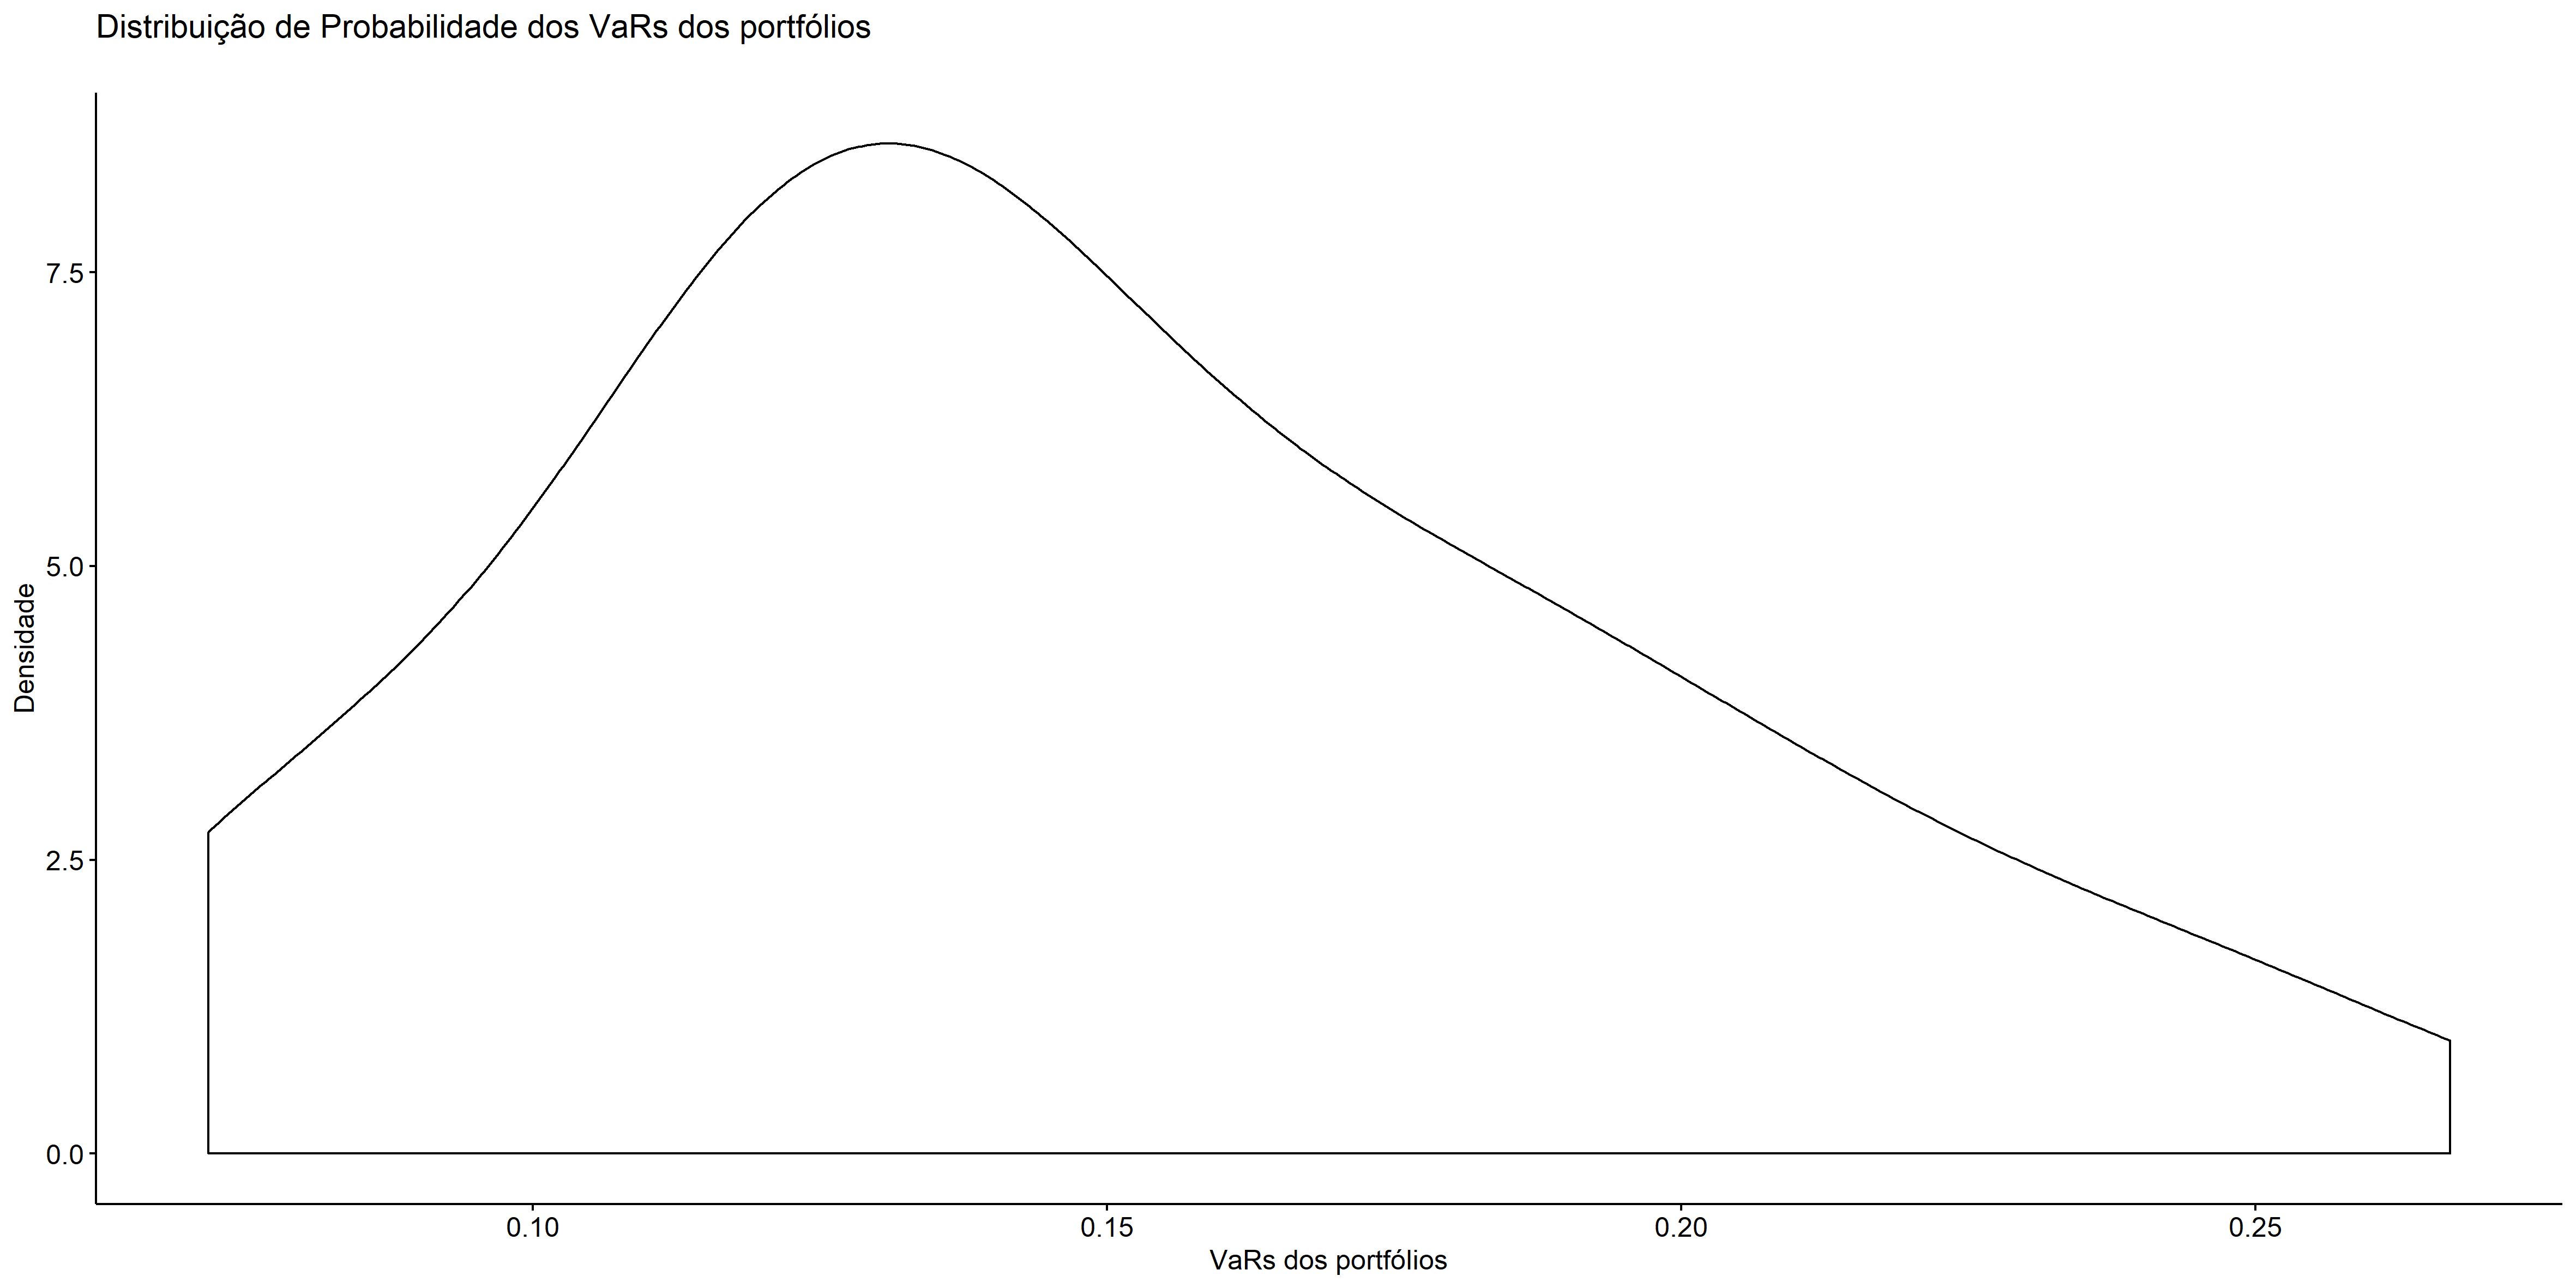 Distribuição de Probabilidade dos VaRs dos portfólios
7.5
5.0
2.5
0.0
Densidade
0.10 0.15 0.20 0.25
VaRs dos portfólios